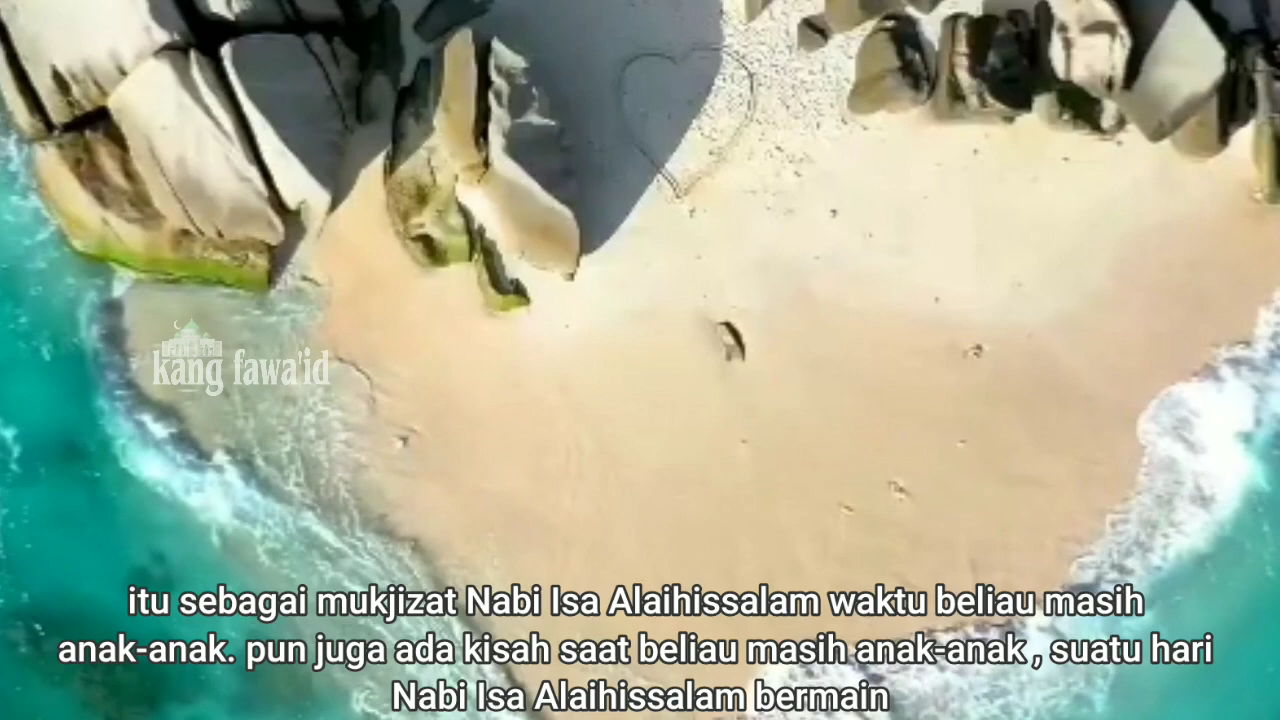 kang fawa'id
itu sebagai mukjizat Nabi Isa Alaihissalam waktu beliau masih
anak-anak. pun juga ada kisah saat beliau masih anak-anak , suatu hari
Nabi Isa Alaihissalam bermain